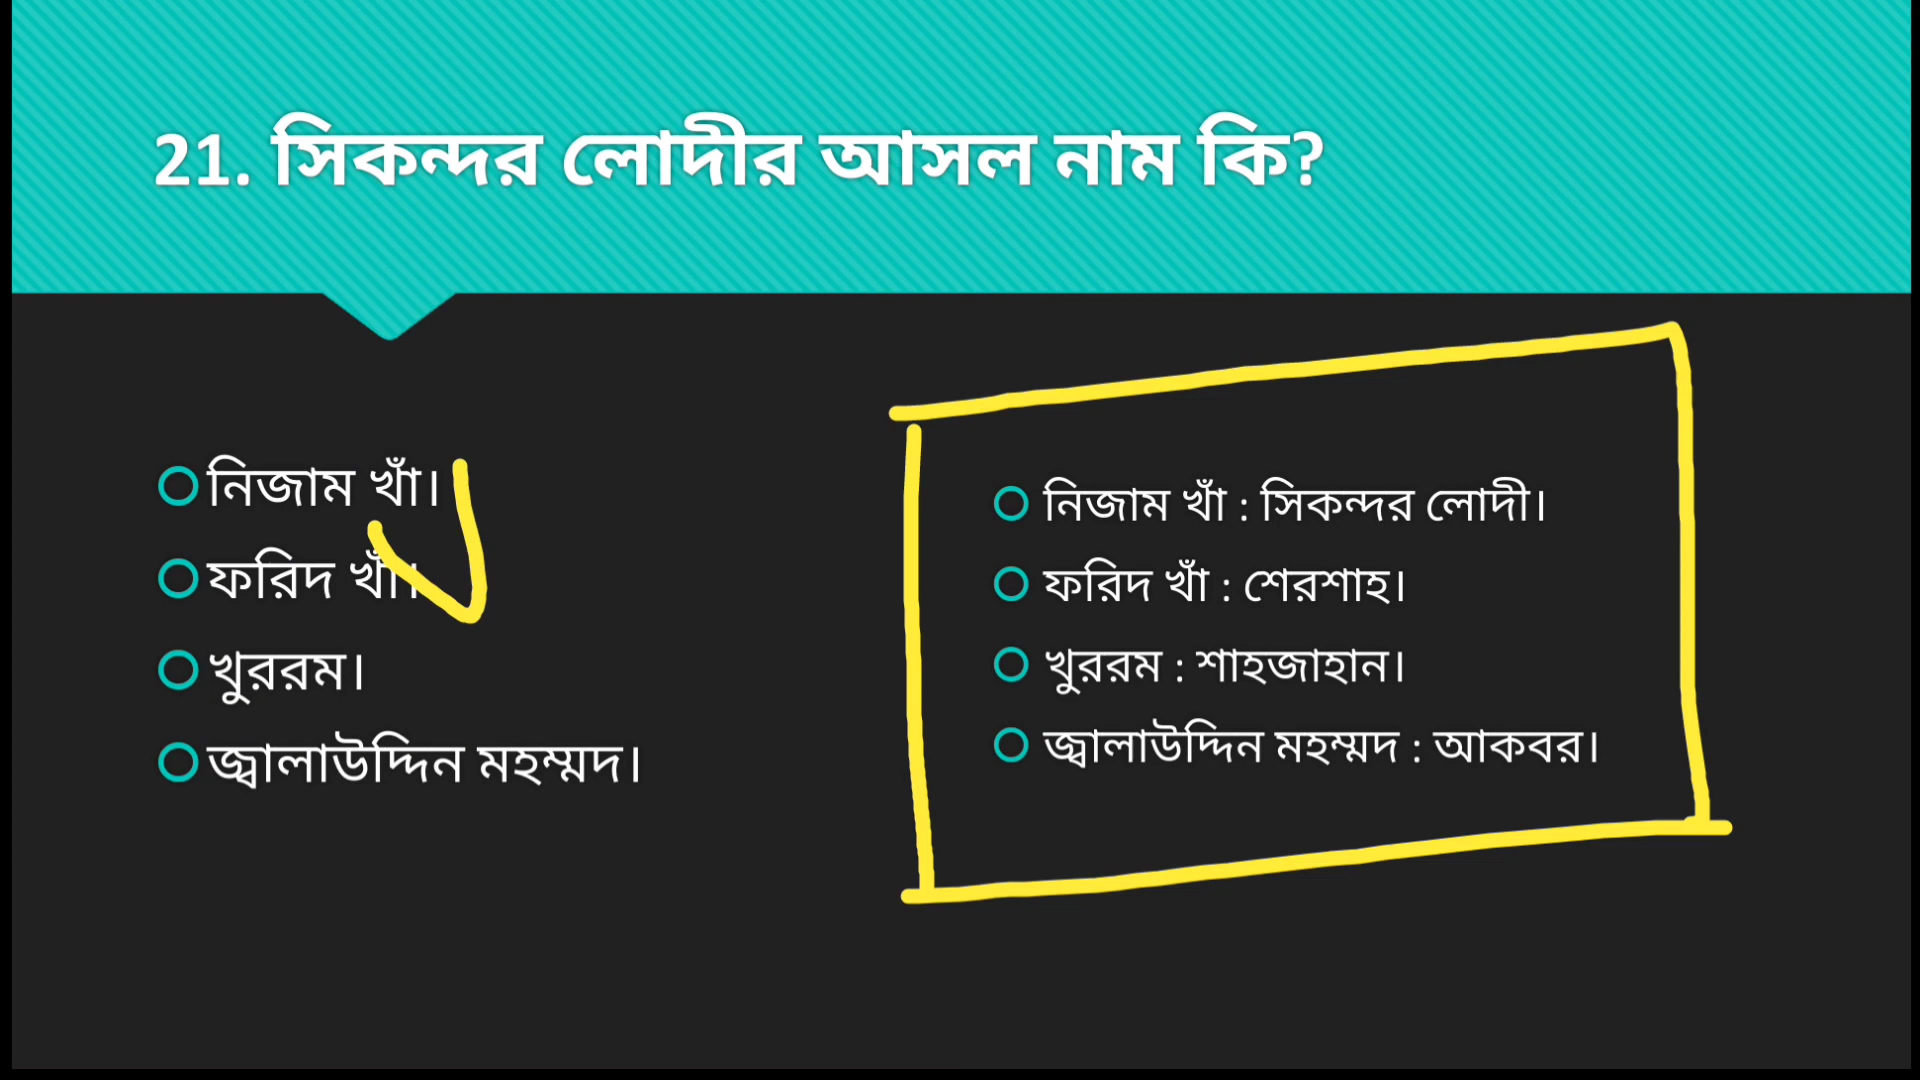 21. সিকন্দর লোদীর আসল নাম কি?
নিজাম খাঁ।
ফরিদ খাঁ।
খুররম।
জ্বালাউদ্দিন মহম্মদ।
নিজাম খাঁ : সিকন্দর লোদী।
ফরিদ খাঁ : শেরশাহ।
খুররম : শাহজাহান।
জ্বালাউদ্দিন মহম্মদ : আকবর।